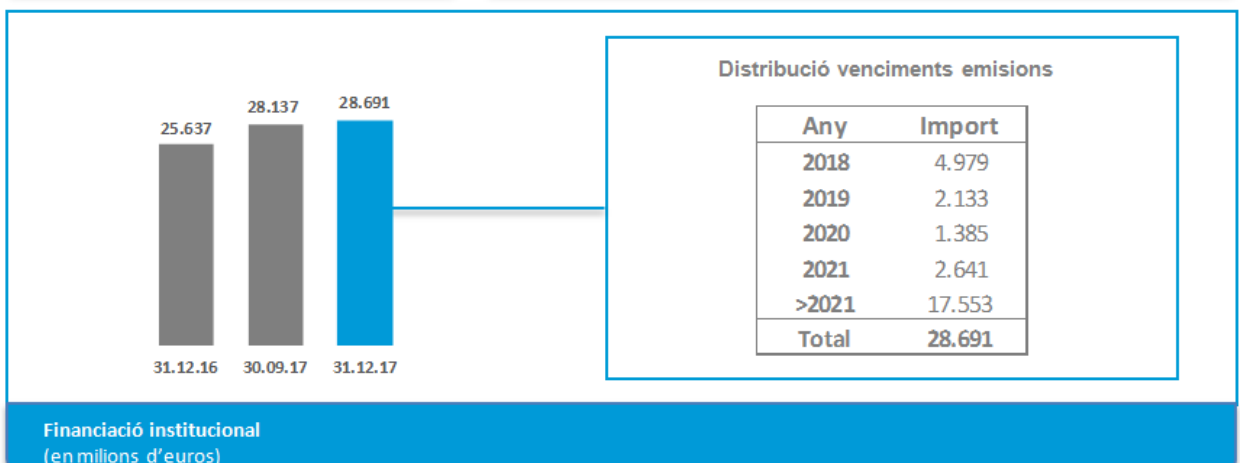 25.637
28.137
28.691
31.12.16 30.09.17 31.12.17
Distribució venciments emisions
Any Import
2018 4.979
2019 2.133
2020 1.385
2021 2.641
>2021 17.553
Total 28.691
Financiació institucional
(en milions d'euros)